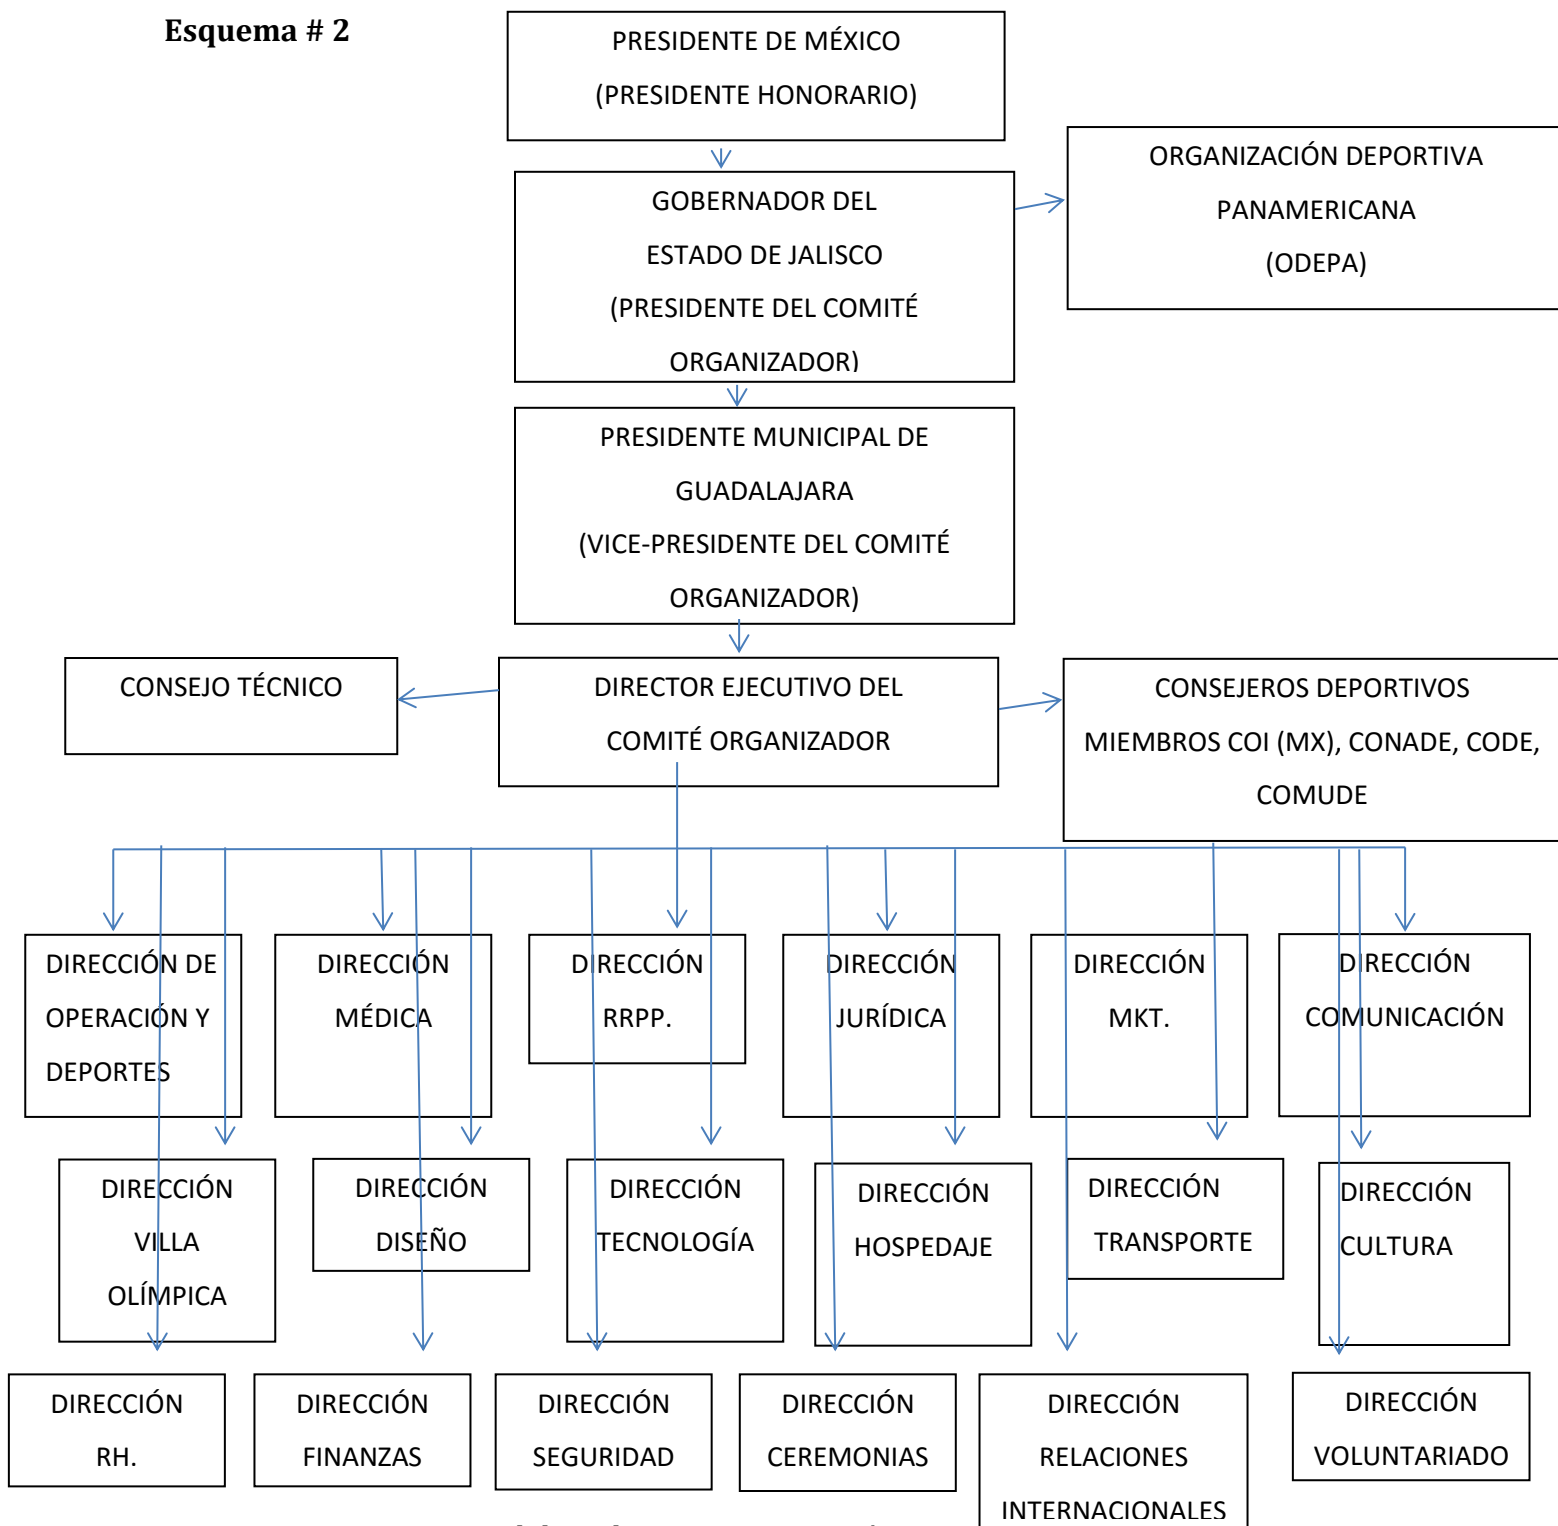 Esquema # 2
PRESIDENTE DE MÉXICO
(PRESIDENTE HONORARIO)
ORGANIZACIÓN DEPORTIVA
PANAMERICANA
(ODEPA)
GOBERNADOR DEL
ESTADO DE JALISCO
(PRESIDENTE DEL COMITÉ
ORGANIZADOR)
PRESIDENTE MUNICIPAL DE
GUADALAJARA
(VICE-PRESIDENTE DEL COMITÉ
ORGANIZADOR)
CONSEJO TÉCNICO
DIRECTOR EJECUTIVO DEL
COMITÉ ORGANIZADOR
CONSEJEROS DEPORTIVOS
MIEMBROS COI (MX), CONADE, CODE,
COMUDE
DIRECCIÓN DE
OPERACIÓN Y
DEPORTES
DIRECCIÓN
MÉDICA
DIRECCIÓN
RRPP.
DIRECCIÓN
JURÍDICA
DIRECCIÓN
MKT.
DIRECCIÓN
COMUNICACIÓN
DIRECCIÓN
VILLA
OLÍMPICA
DIRECCIÓN
DISEÑO
DIRECCIÓN
TECNOLOGÍA
DIRECCIÓN
HOSPEDAJE
DIRECCIÓN
TRANSPORTE
DIRECCIÓN
CULTURA
DIRECCIÓN
RH.
DIRECCIÓN
FINANZAS
DIRECCIÓN
SEGURIDAD
DIRECCIÓN
CEREMONIAS
DIRECCIÓN
RELACIONES
INTERNACIONALES
DIRECCIÓN
VOLUNTARIADO